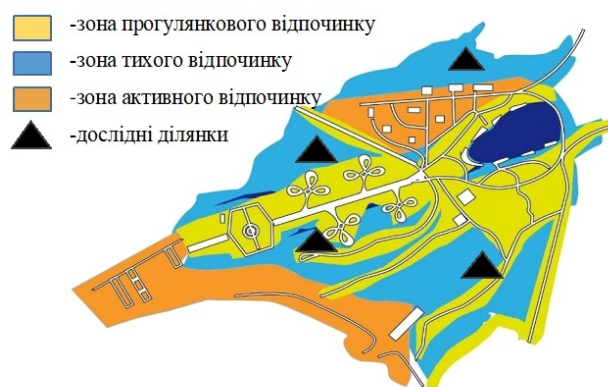 -зона прогулянкового відпочинку
-зона тихого відпочинку
-зона активного відпочинку
-дослідні ділянки